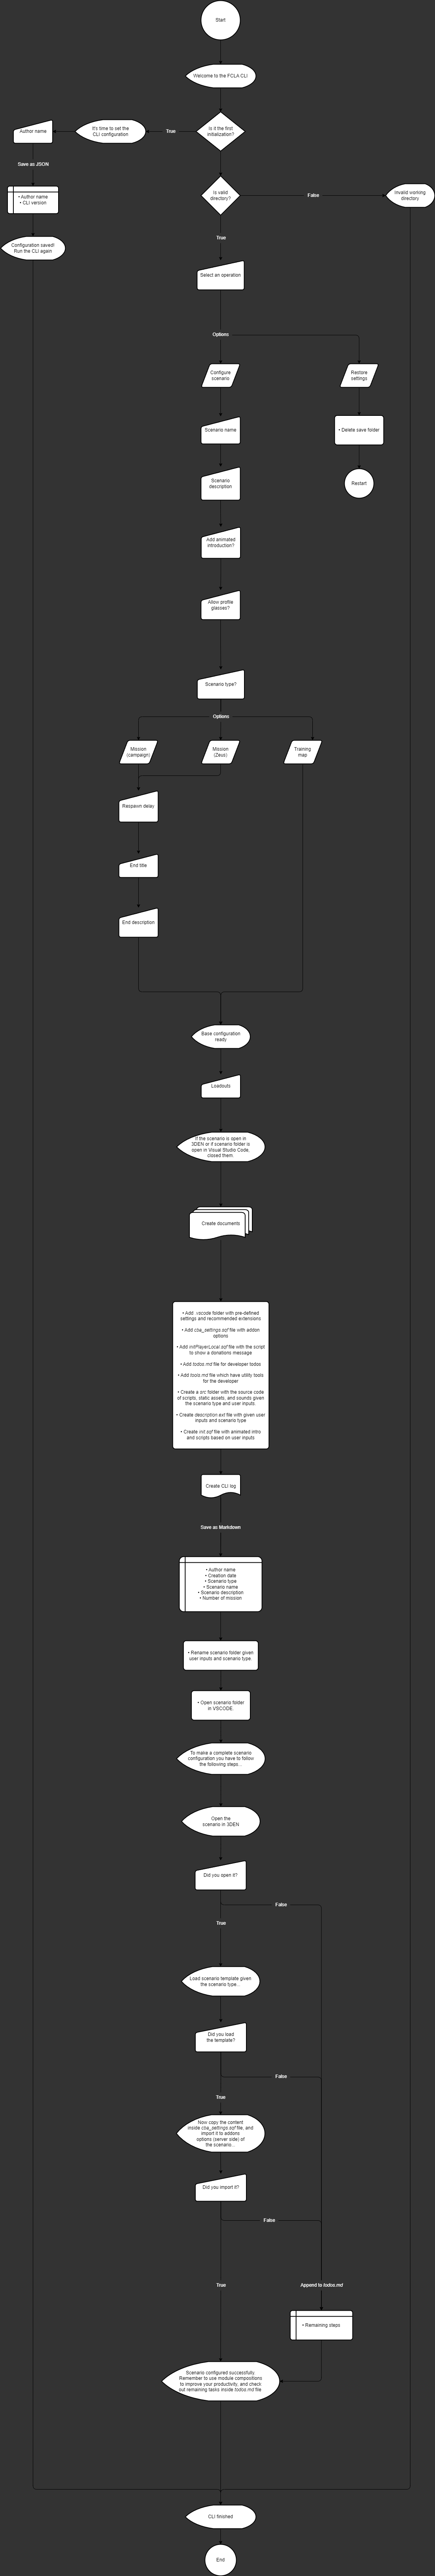 Start
Welcome to the FCLA CLI
Is it the first
initialization?
True
It's time to set the
CLI configuration
Author name
Save as JSON
• Author name
• CLI version
Configuration saved!
Run the CLI again
Is valid
directory?
False
Invalid working
directory
True
Select an operation
Options
Configure
scenario
Restore
settings
Scenario name
• Delete save folder
Scenario
description
Restart
Add animated
introduction?
Allow profile
glasses?
Scenario type?
Options
Mission
(campaign)
Mission
(Zeus)
Training
map
Respawn delay
End title
End description
Base configuration
ready
Loadouts
If the scenario is open in
3DEN or if scenario folder is
open in Visual Studio Code,
closed them.
Create documents
• Add .vscode folder with pre-defined
settings and recommended extensions
• Add cba_settings.sqf file with addon
options
• Add initPlayerLocal.sqf file with the script
to show a donations message
• Add todos.md file for developer todos
• Add tools.md file which have utility tools
for the developer
• Create a src folder with the source code
of scripts, static assets, and sounds given
the scenario type and user inputs.
• Create description.ext file with given user
inputs and scenario type
• Create init.sqf file with animated intro
and scripts based on user inputs
Create CLI log
Save as Markdown
• Author name
• Creation date
• Scenario type
• Scenario name
• Scenario description
• Number of mission
• Rename scenario folder given
user inputs and scenario type.
• Open scenario folder
in VSCODE.
To make a complete scenario
configuration you have to follow
the following steps...
Open the
scenario in 3DEN
Did you open it?
False
True
Load scenario template given
the scenario type...
Did you load
the template?
False
True
Now copy the content
inside cba_settings.sqf file, and
import it to addons
options (server side) of
the scenario...
Did you import it?
False
True
Append to todos.md
• Remaining steps
Scenario configured successfully.
Remember to use module compositions
to improve your productivity, and check
out remaining tasks inside todo.md file
CLI finished
End